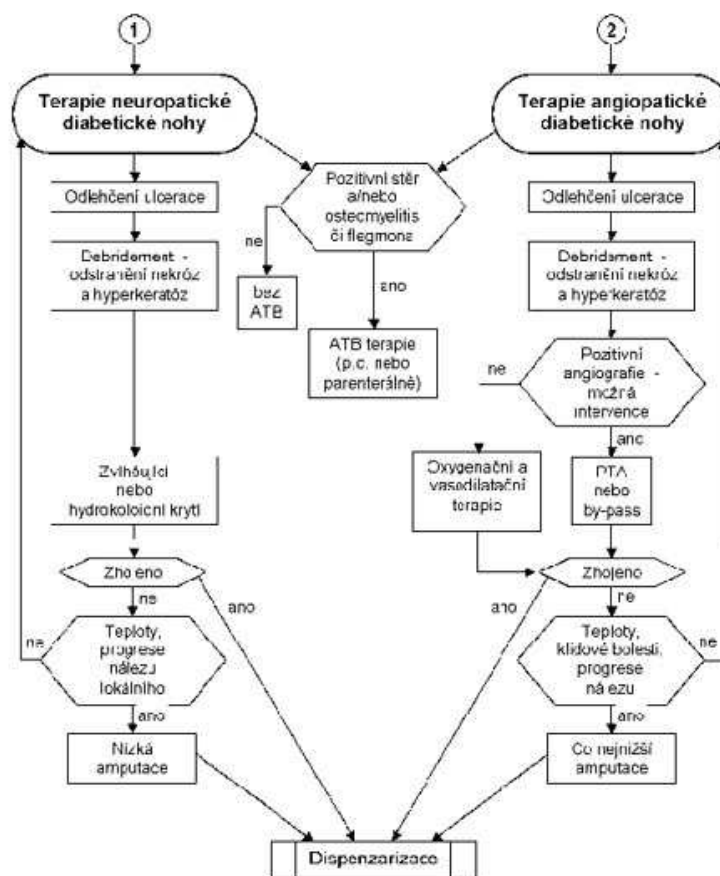 1
Terapie neuropatické
diabetické nohy
Odlehčení ulcerace
Debridement -
odstranění nekróz
a hyperkeratóz
Zvlhčující
nebo
hydrokoloidní krytí
Zhojeno
ne
ano
Teploty,
progrese
nálezu
lokálního
ne
ano
Nízká
amputace
Pozitivní stěr
a/nebo
ostecmyelitis
či flegmona
ne
bez
ATB
ano
ATB terapie
(p.c. nebo
parenterálně)
2
Terapie angiopatické
diabetické nohy
Odlehčení ulcerace
Debridement -
odstranění nekróz
a hyperkeratóz
Pozitivní
angiografie -
možná
intervence
ne
ano
Oxygenační a
vasedilatační
terapie
PTA
nebo
by-pass
Zhojeno
ano
ne
Teploty,
klidové bolesti,
progrese
nálezu
ne
ano
Co nejnižší
amputace
Dispenzarizace